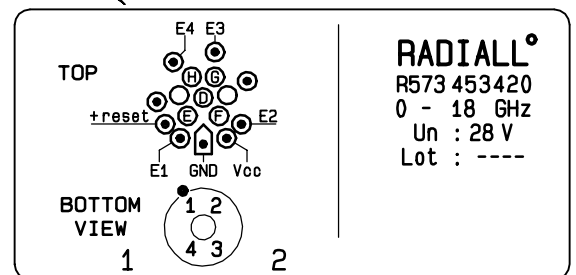 E4 E3
TOP
H G
D
+reset E F E2
E1 GND Vcc
BOTTOM
VIEW
1 2
4 3
1 2
RADIALL°
R573 453420
0 - 18 GHz
Un : 28 V
Lot : ----